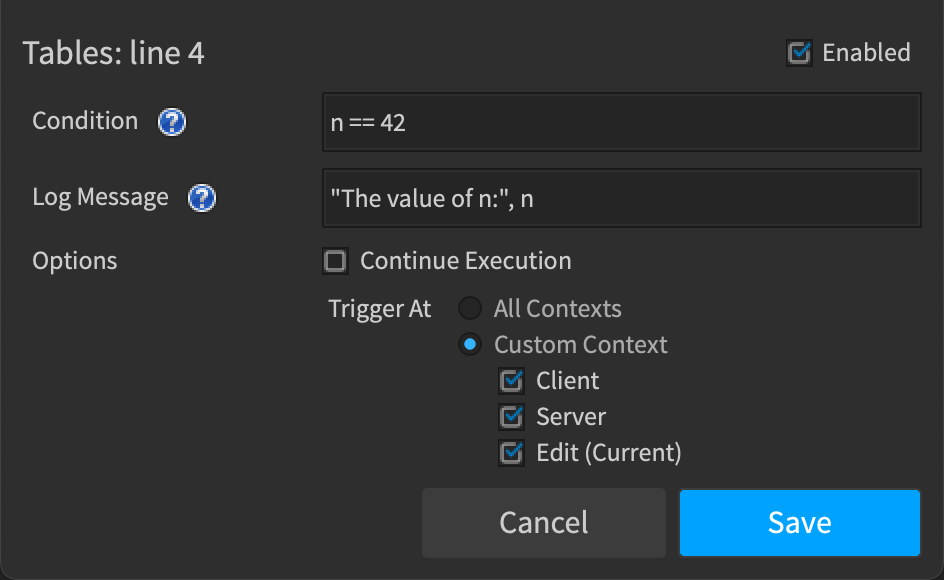 Tables: line 4
Enabled
Condition ? n == 42
Log Message ? "The value of n:", n
Options Continue Execution
Trigger At All Contexts
Custom Context
Client
Server
Edit (Current)
Cancel Save